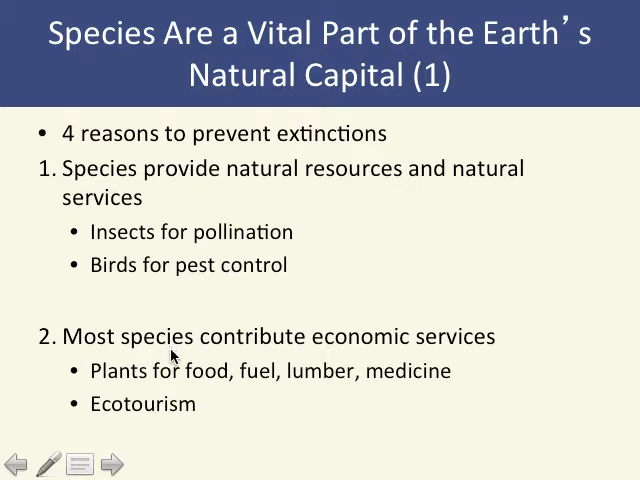 Species Are a Vital Part of the Earth’s
Natural Capital (1)
• 4 reasons to prevent extinctions
1. Species provide natural resources and natural
services
• Insects for pollination
• Birds for pest control
2. Most species contribute economic services
• Plants for food, fuel, lumber, medicine
• Ecotourism